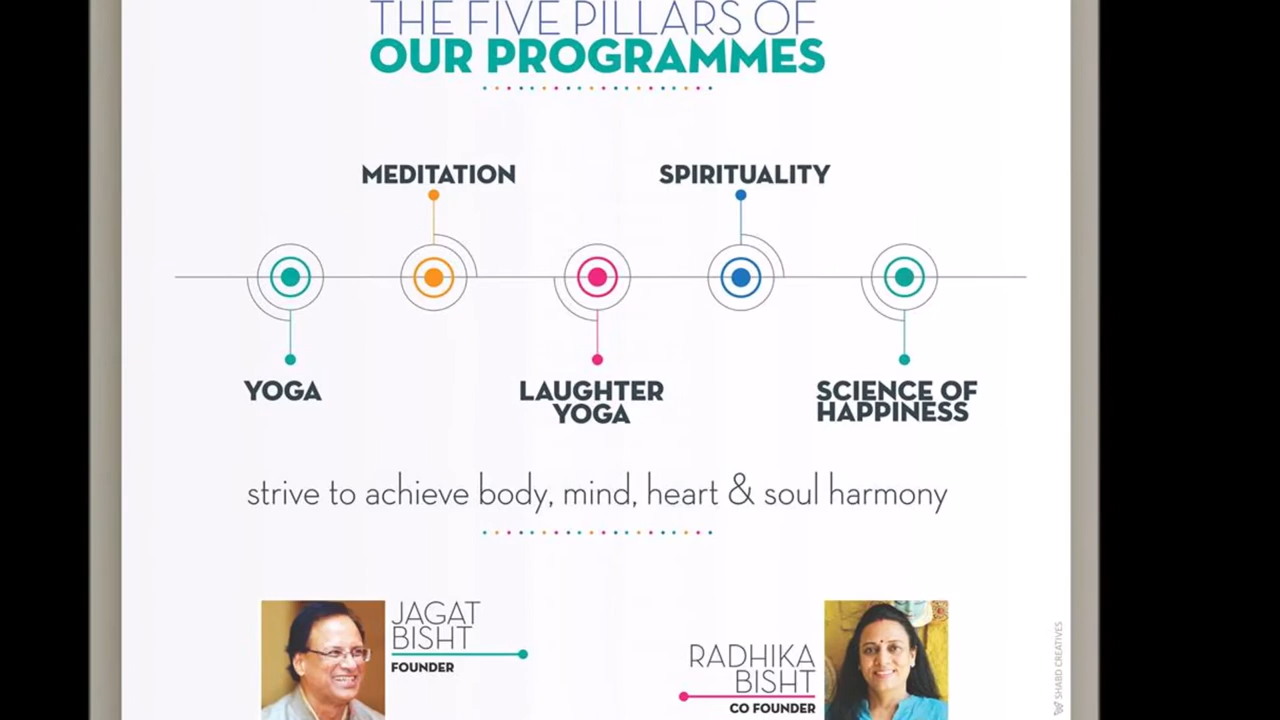 THE FIVE PILLARS OF
OUR PROGRAMMES
MEDITATION
SPIRITUALITY
YOGA
LAUGHTER
YOGA
SCIENCE OF
HAPPINESS
strive to achieve body, mind, heart & soul harmony
JAGAT
BISHT
FOUNDER
RADHIKA
BISHT
CO FOUNDER
SHABD CREATIVES